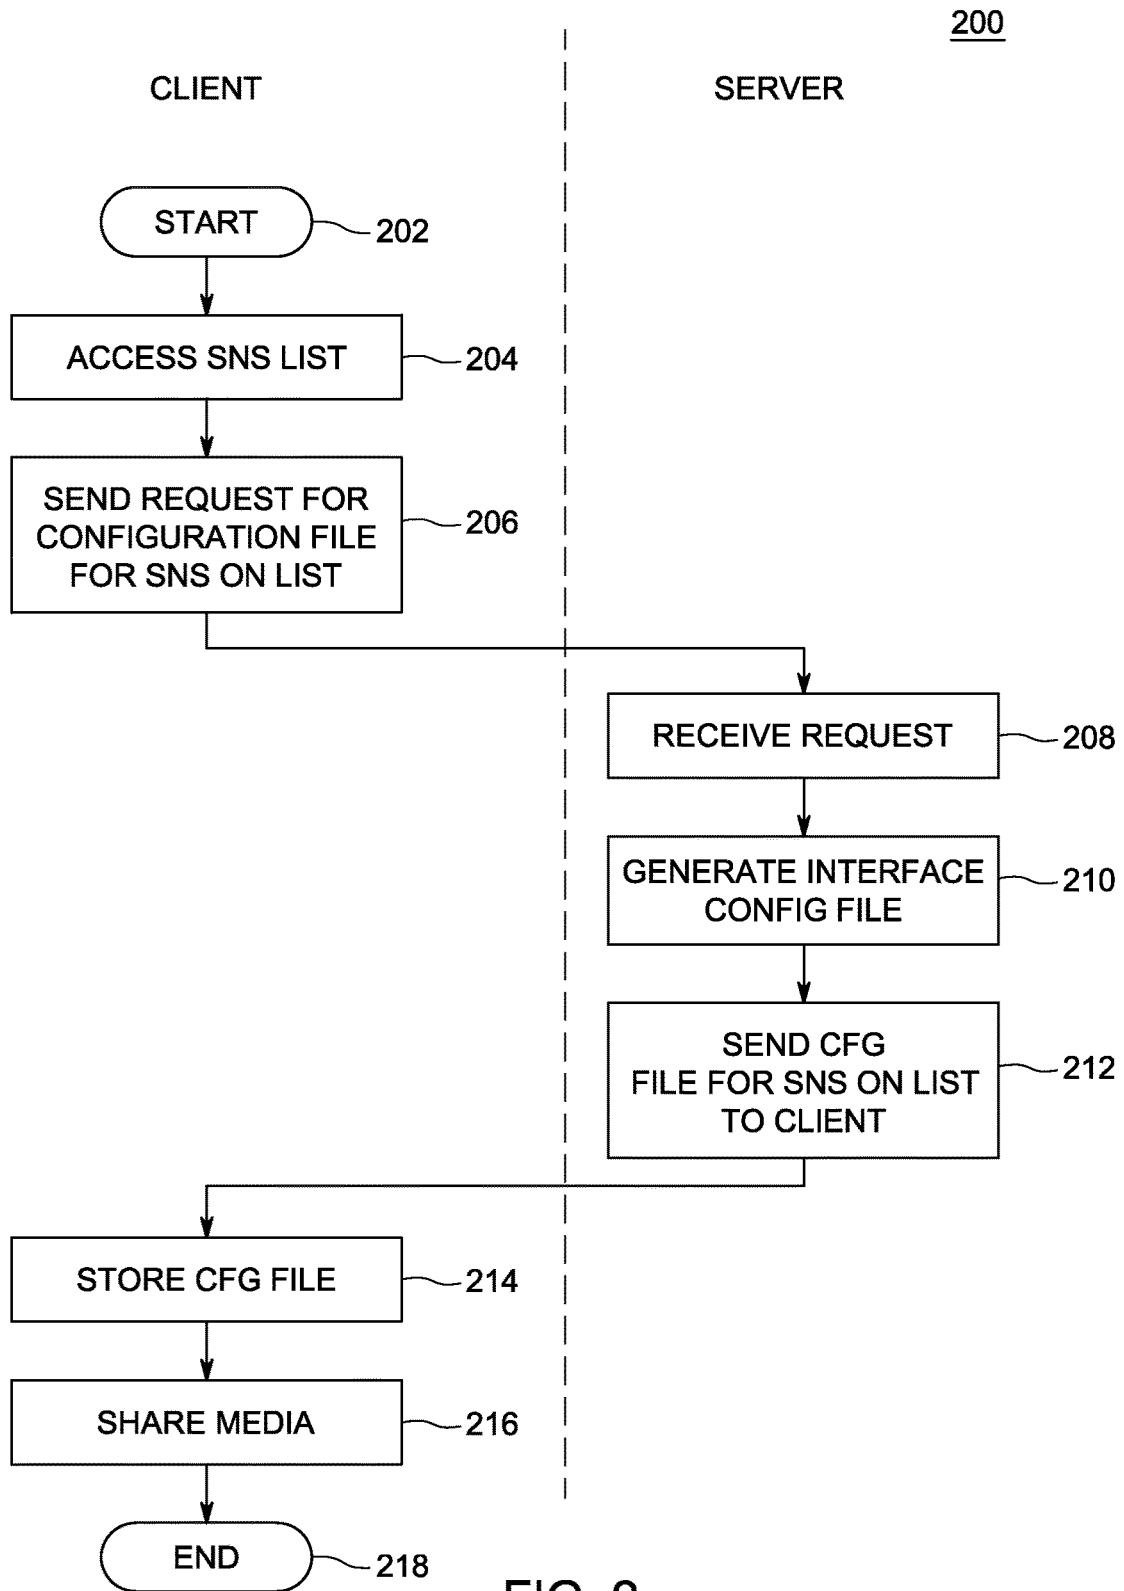 200
CLIENT
SERVER
START
202
ACCESS SNS LIST
204
SEND REQUEST FOR
CONFIGURATION FILE
FOR SNS ON LIST
206
RECEIVE REQUEST
208
GENERATE INTERFACE
CONFIG FILE
210
SEND CFG
FILE FOR SNS ON LIST
TO CLIENT
212
STORE CFG FILE
214
SHARE MEDIA
216
END
218
FIG. 2